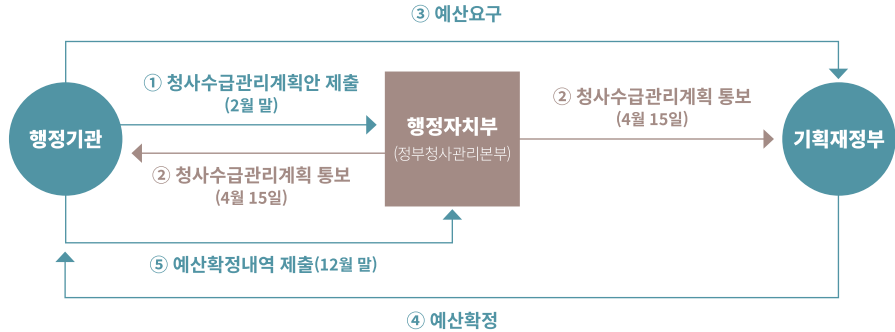 ③ 예산요구
① 청사수급관리계획안 제출
(2월 말)
② 청사수급관리계획 통보
(4월 15일)
행정기관
행정자치부
(정부청사관리본부)
기획재정부
② 청사수급관리계획 통보
(4월 15일)
⑤ 예산확정내역 제출(12월 말)
④ 예산확정